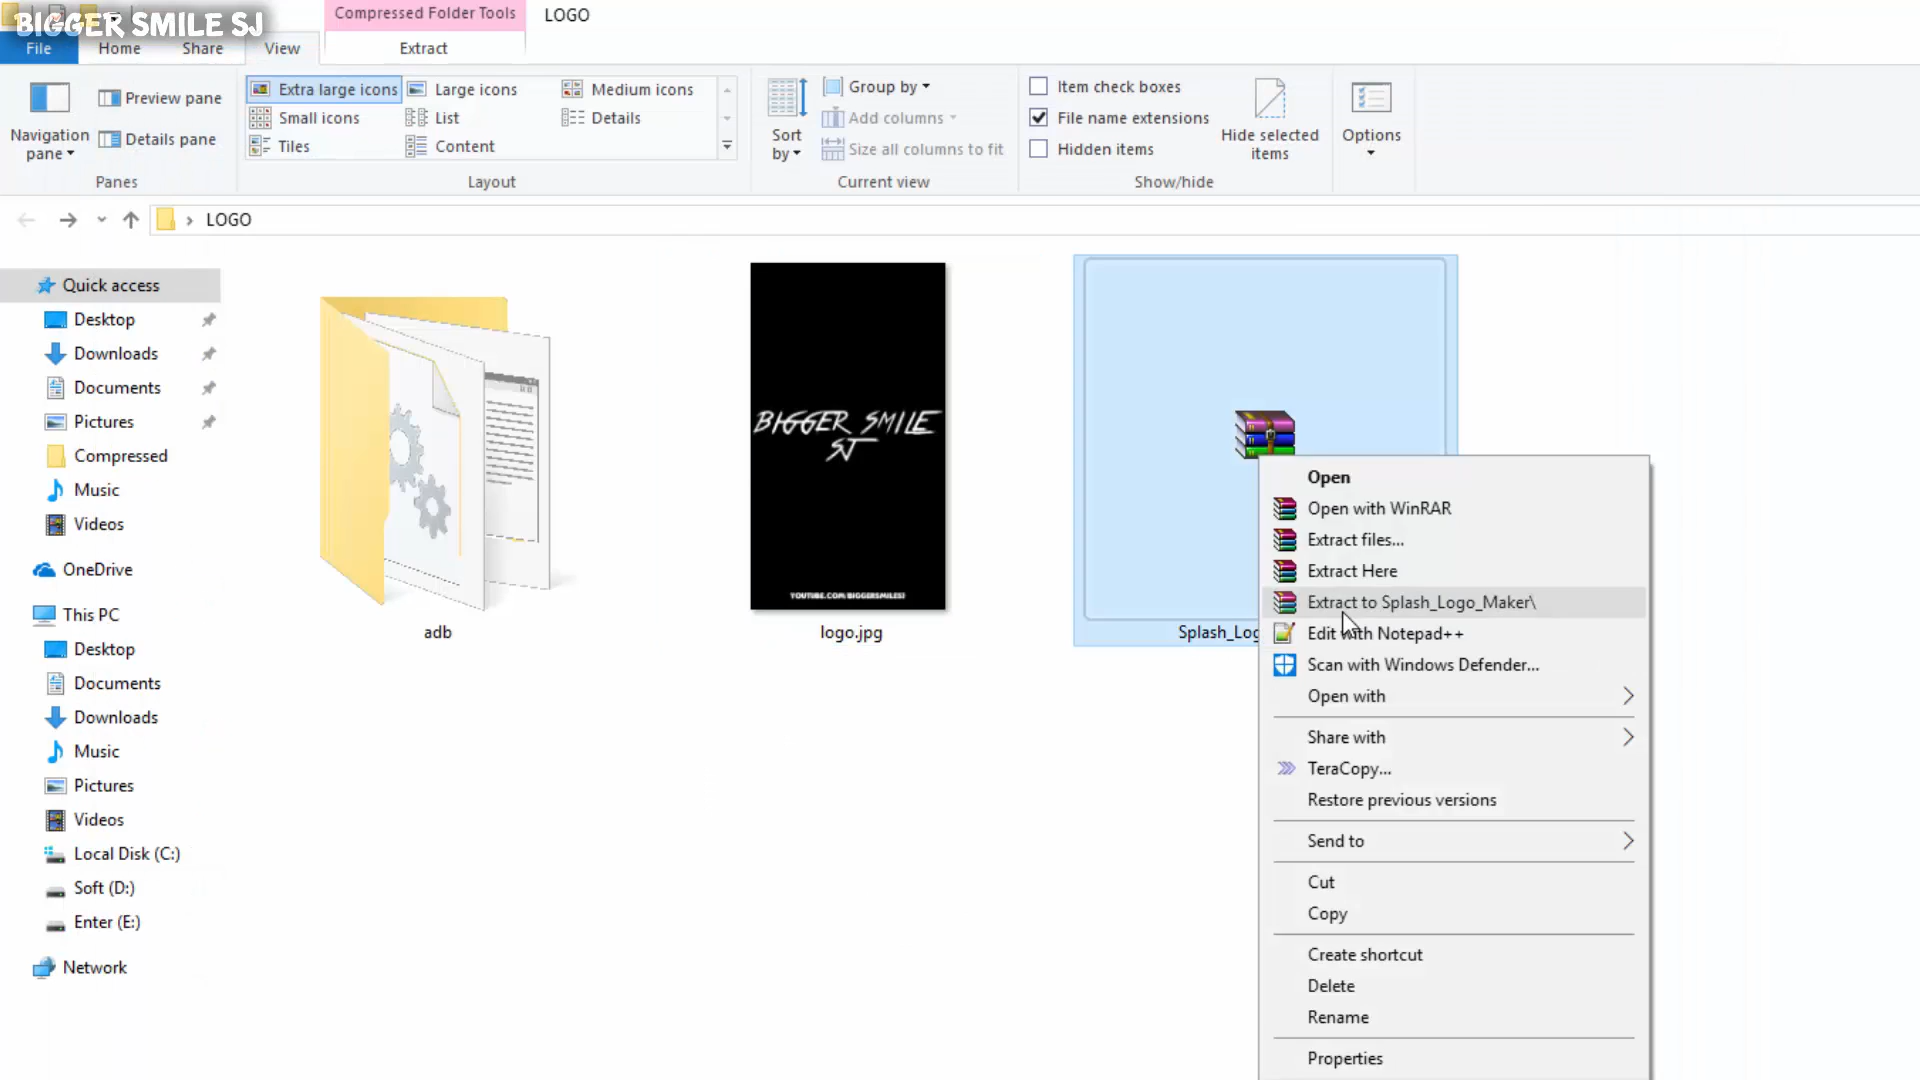 BIGGER SMILE SJ
Compressed Folder Tools
LOGO
File
Home
Share
View
Extract
Navigation
pane
Preview pane
Details pane
Panes
Extra large icons
Large icons
Medium icons
Small icons
List
Details
Tiles
Content
Layout
Sort
by
Group by
Add columns
Size all columns to fit
Current view
Item check boxes
File name extensions
Hidden items
Hide selected
items
Show/hide
Options
LOGO
Quick access
Desktop
Downloads
Documents
Pictures
Compressed
Music
Videos
OneDrive
This PC
Desktop
Documents
Downloads
Music
Pictures
Videos
Local Disk (C:)
Soft (D:)
Enter (E:)
Network
adb
BIGGER SMILE
SJ
YOUTUBE.COM/BIGGERSMILESJ
logo.jpg
Splash_Log
Open
Open with WinRAR
Extract files...
Extract Here
Extract to Splash_Logo_Maker\
Edit with Notepad++
Scan with Windows Defender...
Open with
Share with
TeraCopy...
Restore previous versions
Send to
Cut
Copy
Create shortcut
Delete
Rename
Properties